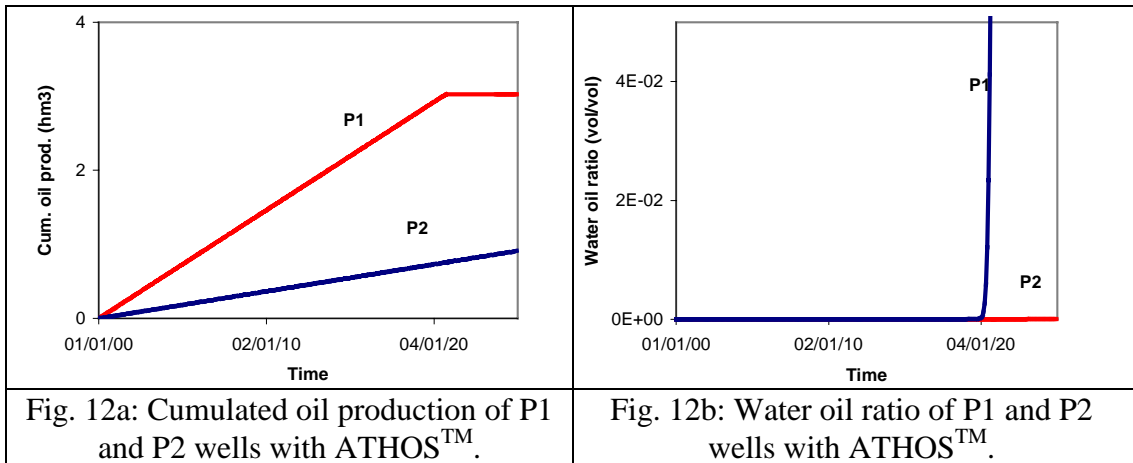 Cum. oil prod. (hm3)
4
2
0
P1
P2
01/01/00
02/01/10
04/01/20
Time
Water oil ratio (vol/vol)
4E-02
2E-02
0E+00
P1
P2
01/01/00
02/01/10
04/01/20
Time
Fig. 12a: Cumulated oil production of P1
and P2 wells with ATHOS™.
Fig. 12b: Water oil ratio of P1 and P2
wells with ATHOS™.